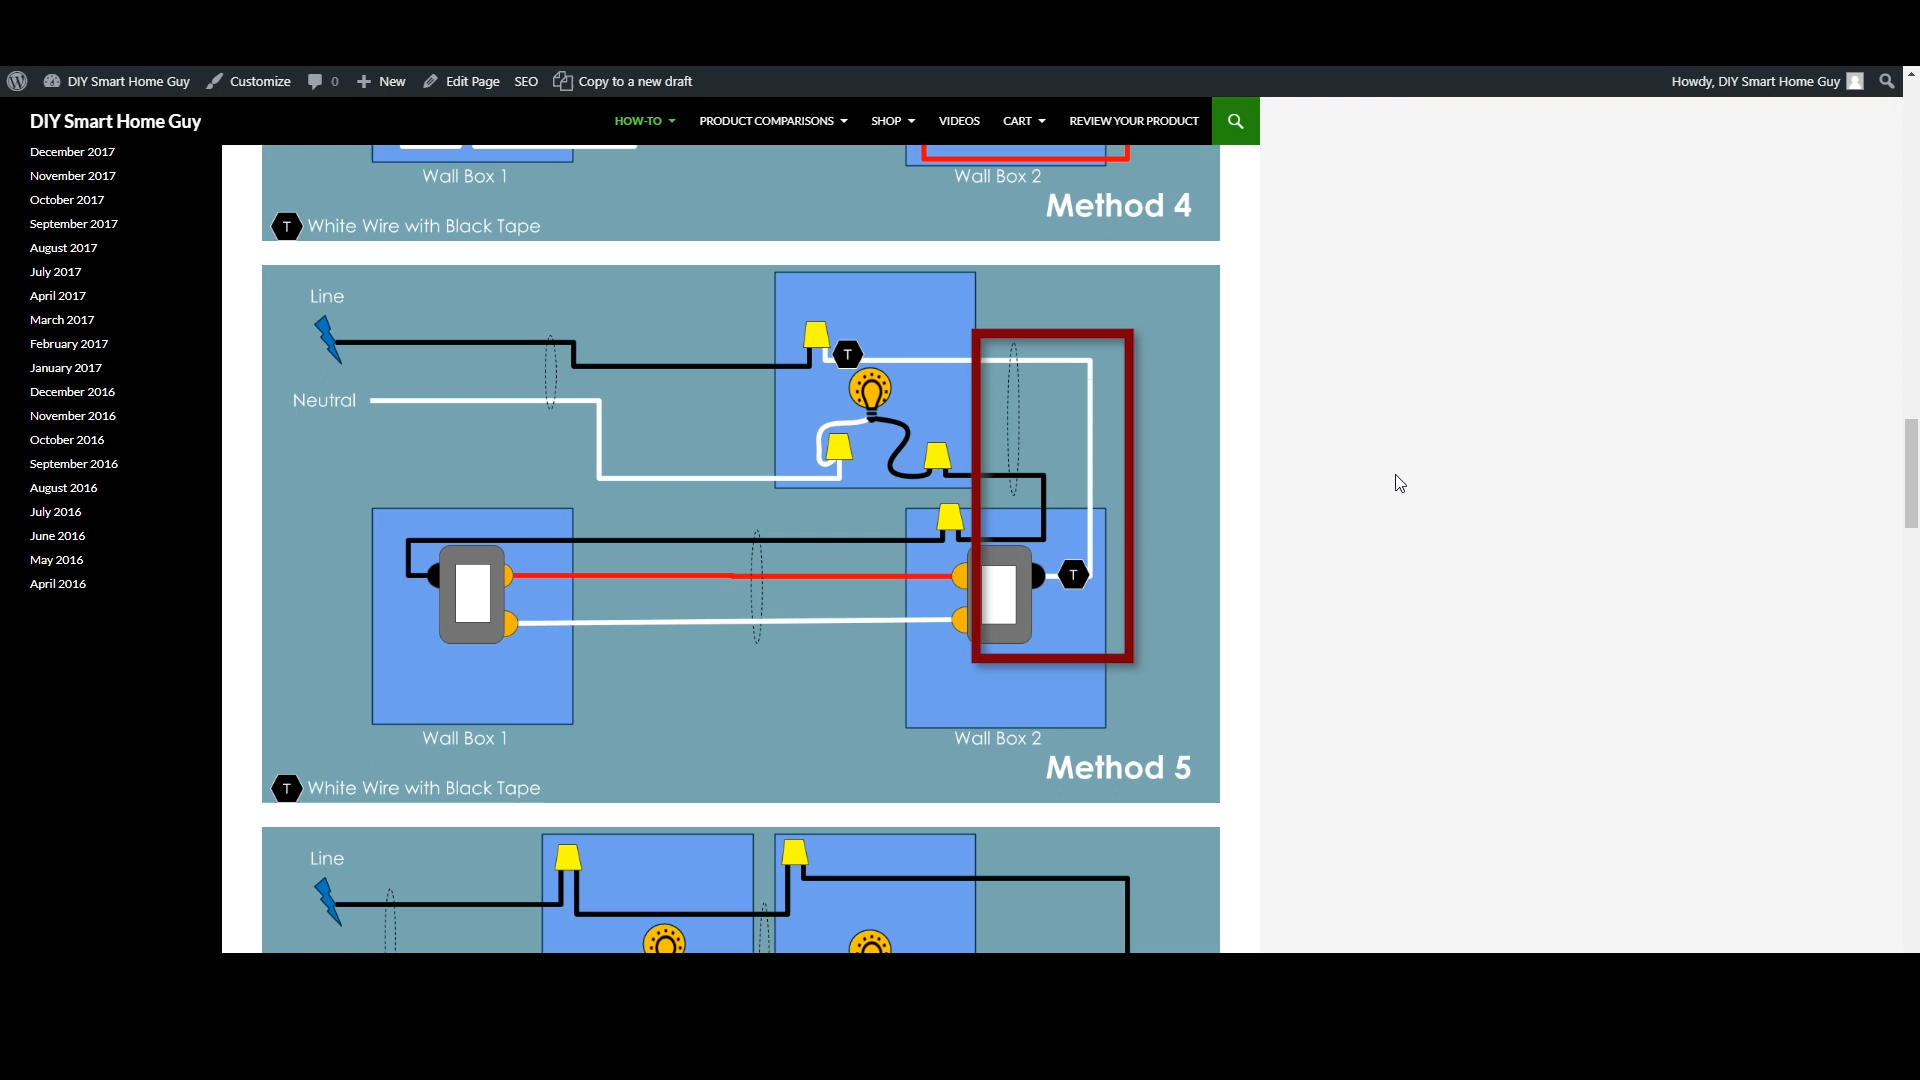 DIY Smart Home Guy
Customize
0
New
Edit Page
SEO
Copy to a new draft
Howdy, DIY Smart Home Guy
DIY Smart Home Guy
HOW-TO
PRODUCT COMPARISONS
SHOP
VIDEOS
CART
REVIEW YOUR PRODUCT
December 2017
November 2017
October 2017
September 2017
August 2017
July 2017
April 2017
March 2017
February 2017
January 2017
December 2016
November 2016
October 2016
September 2016
August 2016
July 2016
June 2016
May 2016
April 2016
Wall Box 1
Wall Box 2
Method 4
T White Wire with Black Tape
Line
T
Neutral
T
Wall Box 1
Wall Box 2
Method 5
T White Wire with Black Tape
Line